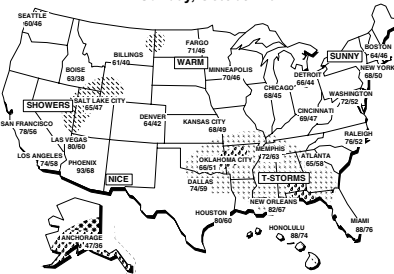 SEATTLE
60/46
BILLINGS
61/40
FARGO
71/46
WARM
MINNEAPOLIS
70/46
SUNNY
BOSTON
64/46
NEW YORK
68/50
DETROIT
66/44
CHICAGO
68/45
WASHINGTON
72/52
BOISE
63/38
SHOWERS
SALT LAKE CITY
65/47
DENVER
64/42
KANSAS CITY
68/49
CINCINNATI
69/47
RALEIGH
76/52
SAN FRANCISCO
78/56
LAS VEGAS
80/60
LOS ANGELES
74/58
PHOENIX
93/68
NICE
OKLAHOMA CITY
66/51
MEMPHIS
72/63
ATLANTA
65/58
DALLAS
74/59
T-STORMS
NEW ORLEANS
82/67
HOUSTON
80/60
MIAMI
88/76
HONOLULU
88/74
ANCHORAGE
47/36